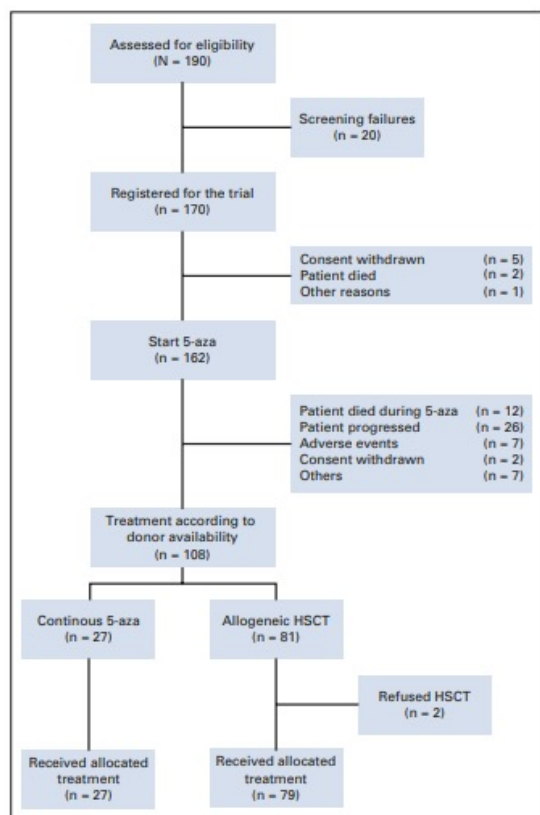 Assessed for eligibility
(N = 190)
Screening failures
(n = 20)
Registered for the trial
(n = 170)
Consent withdrawn (n = 5)
Patient died (n = 2)
Other reasons (n = 1)
Start 5-aza
(n = 162)
Patient died during 5-aza (n = 12)
Patient progressed (n = 26)
Adverse events (n = 7)
Consent withdrawn (n = 2)
Others (n = 7)
Treatment according to
donor availability
(n = 108)
Continous 5-aza
(n = 27)
Allogeneic HSCT
(n = 81)
Refused HSCT
(n = 2)
Received allocated
treatment
(n = 27)
Received allocated
treatment
(n = 79)